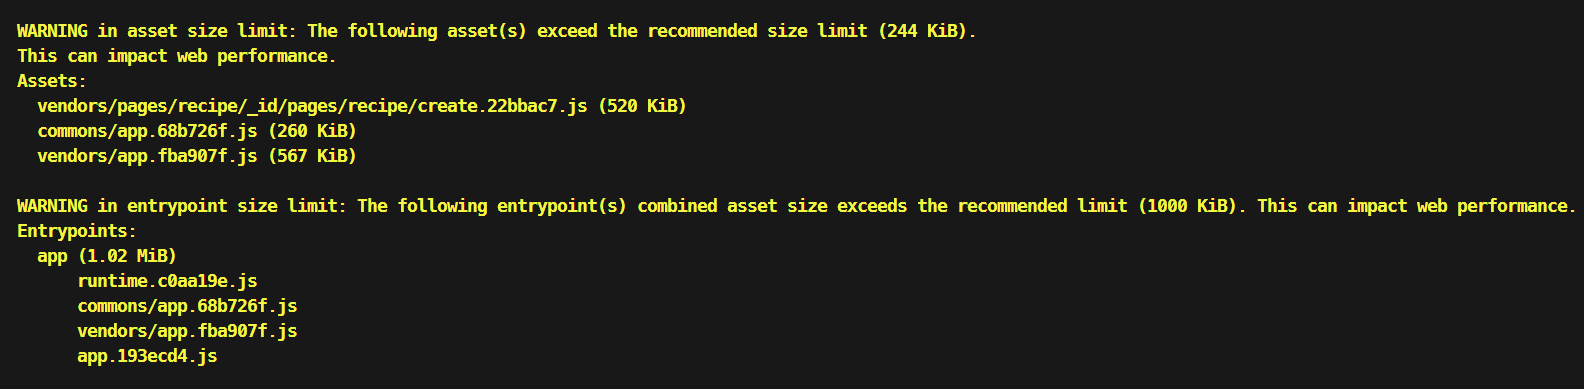 WARNING in asset size limit: The following asset(s) exceed the recommended size limit (244 KiB).
This can impact web performance.
Assets:
  vendors/pages/recipe/_id/pages/recipe/create.22bbac7.js (520 KiB)
  commons/app.68b726f.js (260 KiB)
  vendors/app.fba907f.js (567 KiB)

WARNING in entrypoint size limit: The following entrypoint(s) combined asset size exceeds the recommended limit (1000 KiB). This can impact web performance.
Entrypoints:
  app (1.02 MiB)
      runtime.c0aa19e.js
      commons/app.68b726f.js
      vendors/app.fba907f.js
      app.193ecd4.js